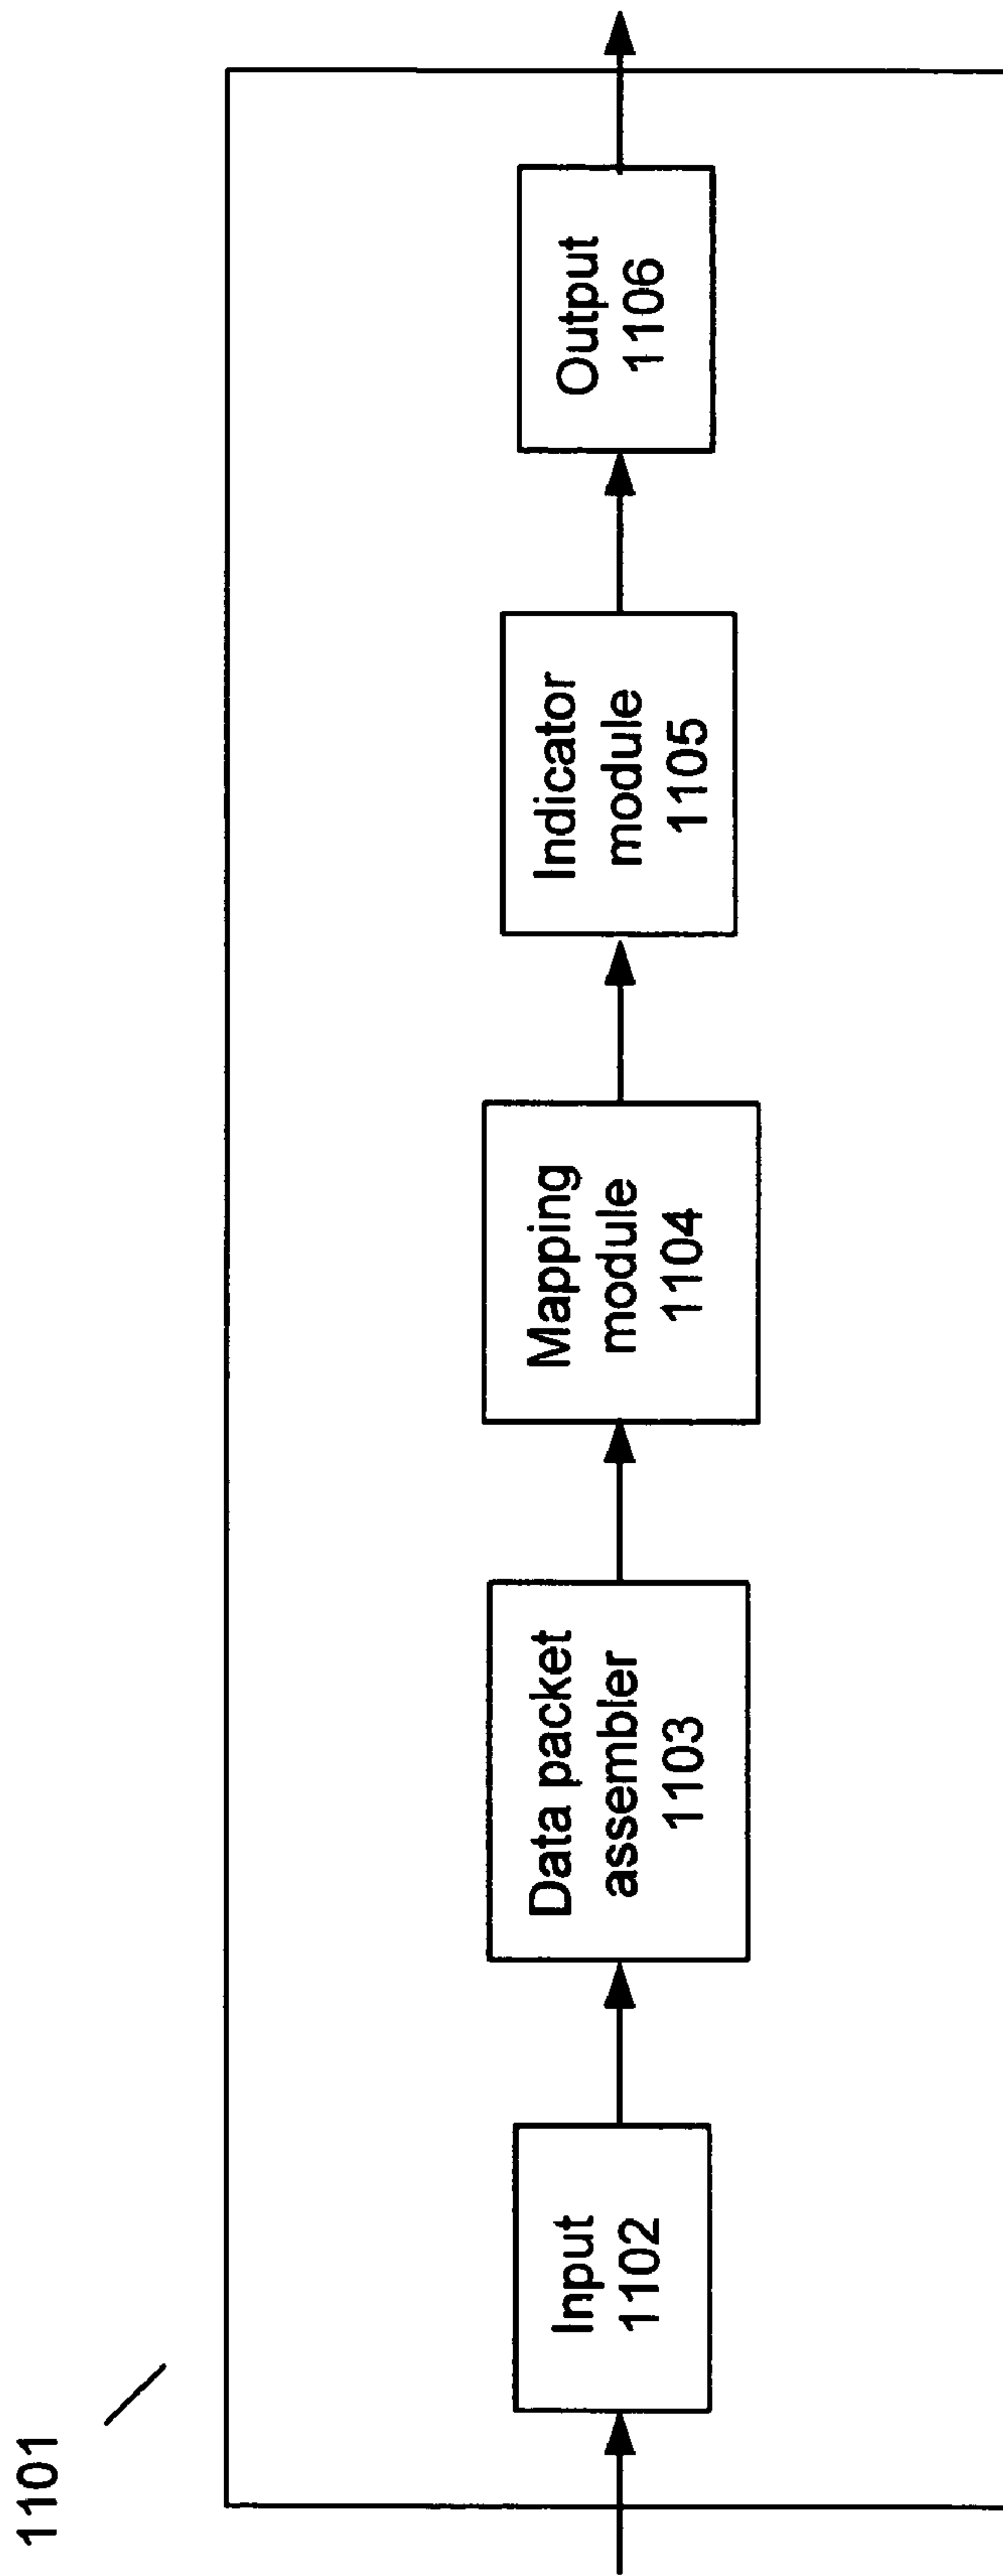 1101
Input
1102
Data packet
assembler
1103
Mapping
module
1104
Indicator
module
1105
Output
1106